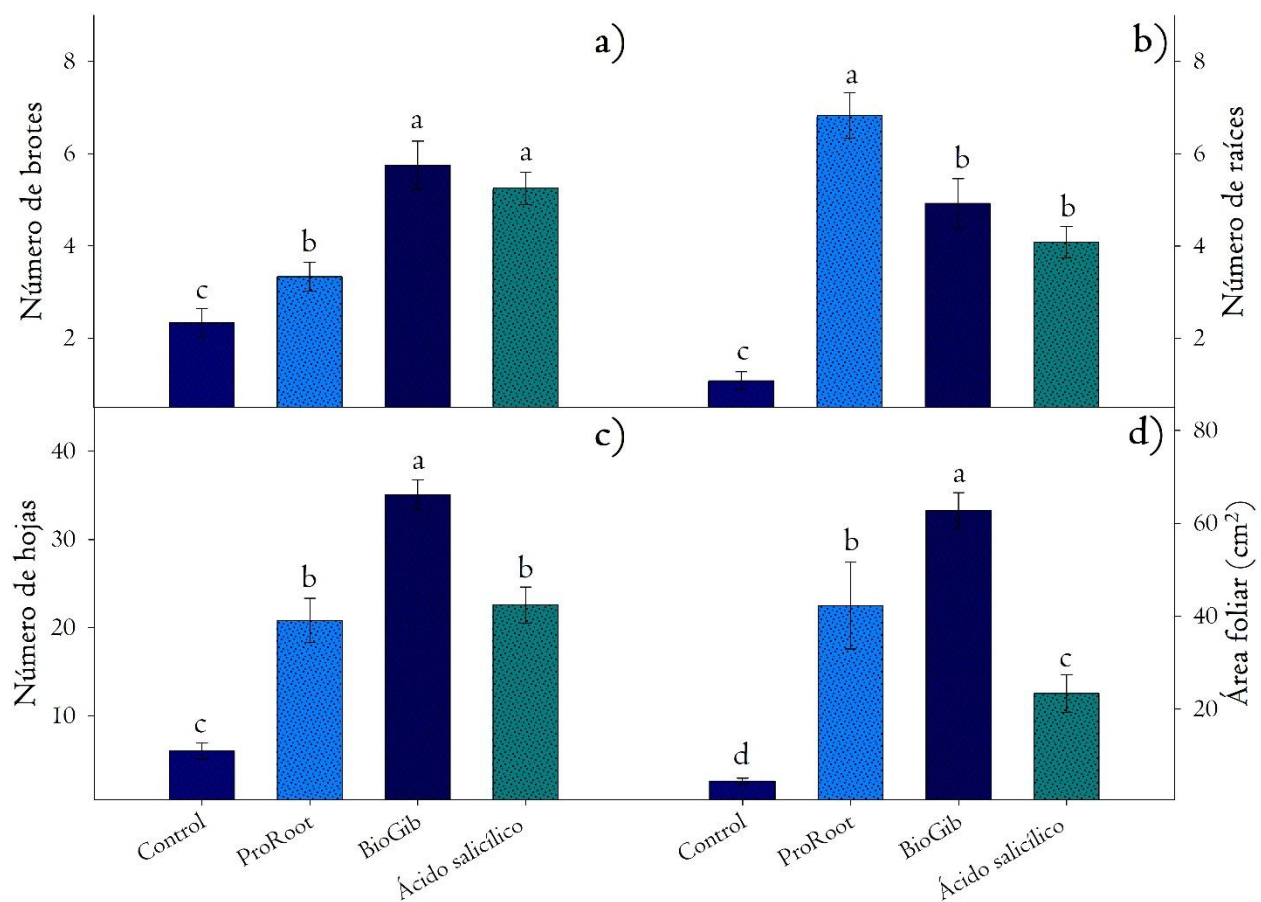 a)
8
6
4
2
Número de brotes
c
b
a
a
b)
8
6
4
2
Número de raíces
c
a
b
b
c)
40
30
20
10
Número de hojas
c
b
a
b
d)
80
60
40
20
Área foliar (cm²)
d
b
a
c
Control
ProRoot
BioGib
Ácido salicílico
Control
ProRoot
BioGib
Ácido salicílico